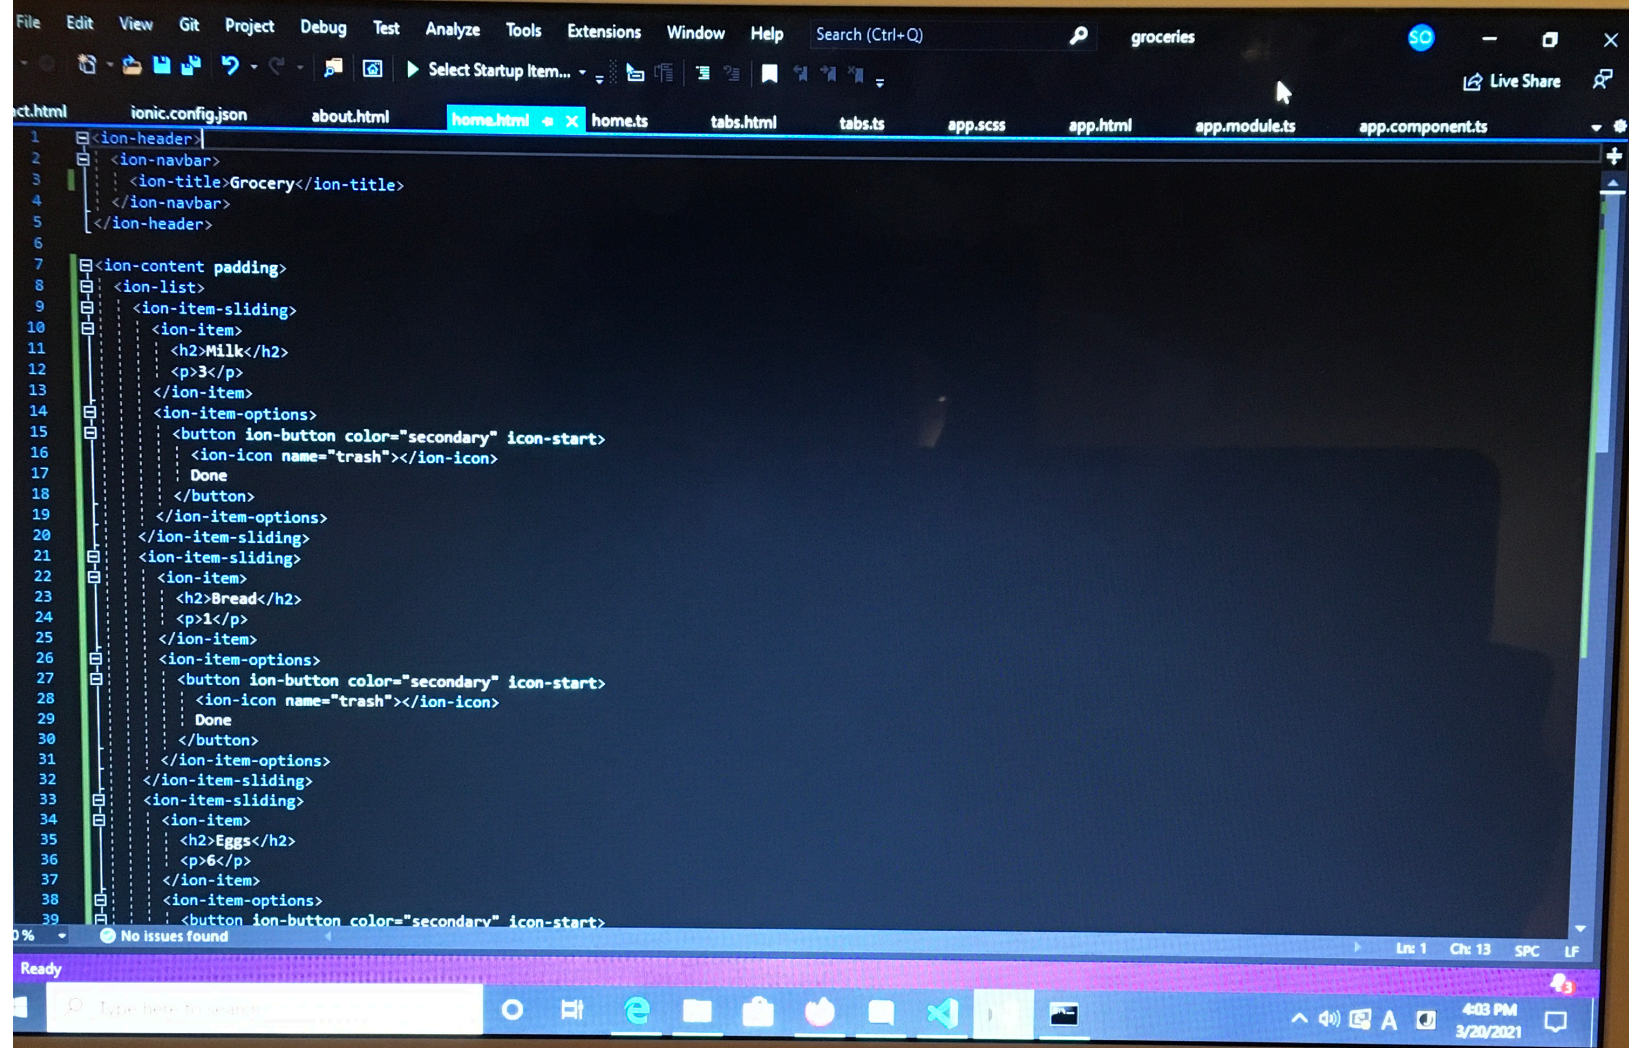 File Edit View Git Project Debug Test Analyze Tools Extensions Window Help Search (Ctrl+Q) groceries SO
Select Startup Item... Live Share
ct.html ionic.config.json about.html home.html home.ts tabs.html tabs.ts app.scss app.html app.module.ts app.component.ts
1 <ion-header>
2 <ion-navbar>
3 <ion-title>Grocery</ion-title>
4 </ion-navbar>
5 </ion-header>
6
7 <ion-content padding>
8 <ion-list>
9 <ion-item-sliding>
10 <ion-item>
11 <h2>Milk</h2>
12 <p>3</p>
13 </ion-item>
14 <ion-item-options>
15 <button ion-button color="secondary" icon-start>
16 <ion-icon name="trash"></ion-icon>
17 Done
18 </button>
19 </ion-item-options>
20 </ion-item-sliding>
21 <ion-item-sliding>
22 <ion-item>
23 <h2>Bread</h2>
24 <p>1</p>
25 </ion-item>
26 <ion-item-options>
27 <button ion-button color="secondary" icon-start>
28 <ion-icon name="trash"></ion-icon>
29 Done
30 </button>
31 </ion-item-options>
32 </ion-item-sliding>
33 <ion-item-sliding>
34 <ion-item>
35 <h2>Eggs</h2>
36 <p>6</p>
37 </ion-item>
38 <ion-item-options>
39 <button ion-button color="secondary" icon-start>
0 % No issues found Ln: 1 Ch: 13 SPC LF
Ready 3
Type here to search A 4:03 PM
3/20/2021